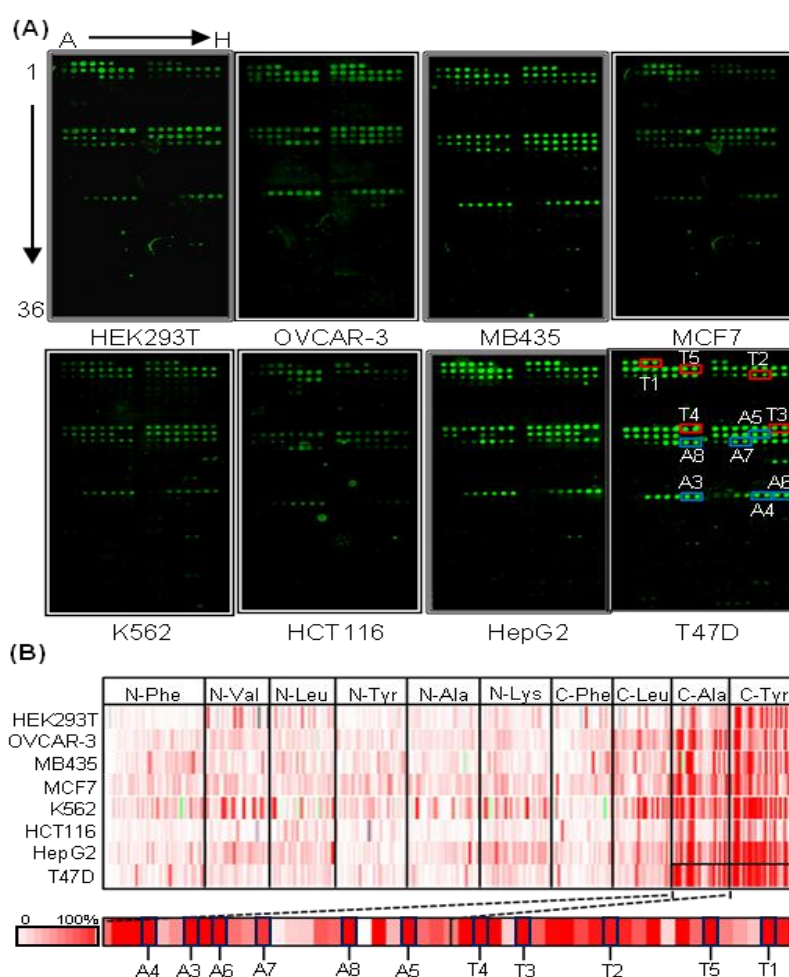 (A)
A H
1
36
HEK293T OVCAR-3 MB435 MCF7
T5 T2
T1
T4 A5 T3
A8 A7
A3 A6
A4
K562 HCT116 HepG2 T47D
(B)
N-Phe N-Val N-Leu N-Tyr N-Ala N-Lys C-Phe C-Leu C-Ala C-Tyr
HEK293T
OVCAR-3
MB435
MCF7
K562
HCT116
HepG2
T47D
0 100%
A4 A3 A6 A7 A8 A5 T4 T3 T2 T5 T1